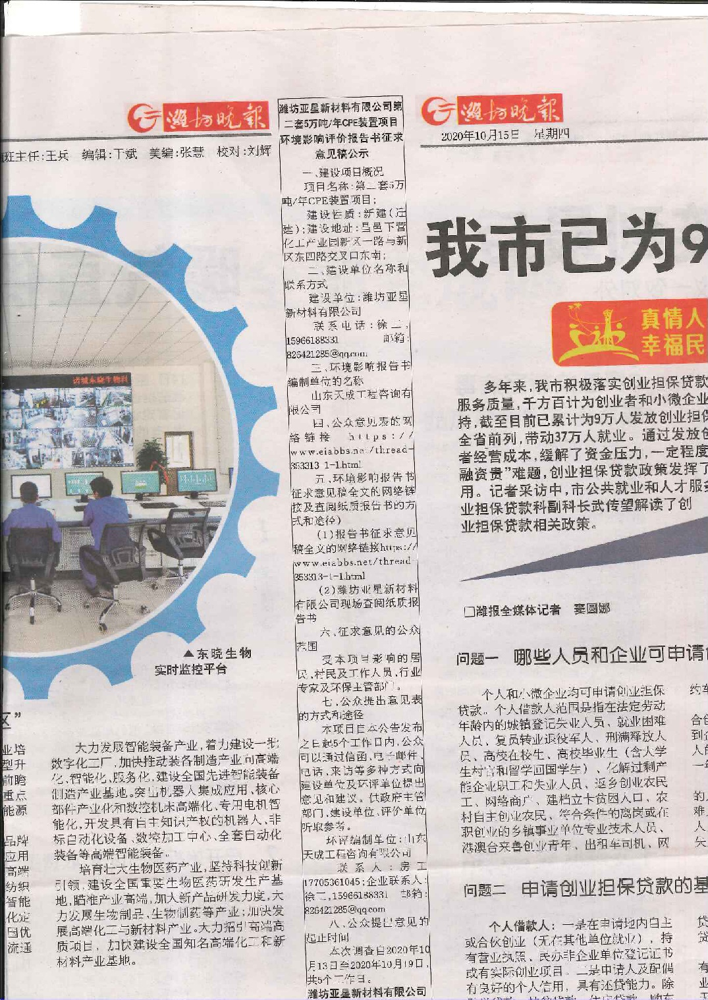 潍坊晚报
班主任:王兵 编辑:于斌 美编:张慧 校对:刘辉
诸城东晓生物科
▲东晓生物
实时监控平台
区”
业培
型升
前瞻
重点
能源
品牌
应用
高端
纺织
智能
化定
国优
流通
大力发展智能装备产业,着力建设一批
数字化工厂,加快推动装备制造产业向高端
化、智能化、服务化,建设全国先进智能装备
制造产业基地。突出机器人集成应用、核心
部件产业化和数控机床高端化、专用电机智
能化,开发具有自主知识产权的机器人、非
标自动化设备、数控加工中心、全套自动化
装备等高端智能装备。
培育壮大生物医药产业,坚持科技创新
引领,建设全国重要生物医药研发生产基
地,瞄准产业高端,加大新产品研发力度,大
力发展生物制品、生物制药等产业;加快发
展高端化工与新材料产业。大力招引高端高
质项目,加快建设全国知名高端化工和新
材料产业基地。
潍坊亚星新材料有限公司第
二套5万吨/年CPE装置项目
环境影响评价报告书征求
意见稿公示
一、建设项目概况
项目名称:第二套5万
吨/年CPE装置项目;
建设性质:新建(迁
建);建设地址:昌邑下营
化工产业园新区一路与新
区东四路交叉口东南;
二、建设单位名称和
联系方式
建设单位:潍坊亚星
新材料有限公司
联系电话:徐工,
15966188331 邮箱:
826421285@qq.com
三、环境影响报告书
编制单位的名称
山东天成工程咨询有
限公司
四、公众意见表的网
络链接 https://
www.eiabbs.net/thread-
353313-1-1.html
五、环境影响报告书
征求意见稿全文的网络链
接及查阅纸质报告书的方
式和途径)
(1)报告书征求意见
稿全文的网络链接https://
www.eiabbs.net/thread-
353313-1-1.html
(2)潍坊亚星新材料
有限公司现场查阅纸质报
告书
六、征求意见的公众
范围
受本项目影响的居
民、村民及工作人员,行业
专家及环保主管部门。
七、公众提出意见表
的方式和途径
本项目自本公告发布
之日起5个工作日内,公众
可以通过信函、电子邮件、
电话、来访等多种方式向
建设单位及环评单位提出
意见和建议。供政府主管
部门、建设单位、评价单位
听取参考。
环评编制单位:山东
天成工程咨询有限公司
联系人:房工
17705361045;企业联系人:
徐工,15966188331 邮箱:
826421285@qq.com
八、公众提出意见的
起止时间
本次调查自2020年10
月13日至2020年10月19日,
共5个工作日。
潍坊亚星新材料有限公司
潍坊晚报
2020年10月15日 星期四
我市已为9
真情人
幸福民
多年来,我市积极落实创业担保贷款
服务质量,千方百计为创业者和小微企业
持,截至目前已累计为9万人发放创业担保
全省前列,带动37万人就业。通过发放创
者经营成本,缓解了资金压力,一定程度
融资贵”难题,创业担保贷款政策发挥了
用。记者采访中,市公共就业和人才服务
业担保贷款科副科长武传望解读了创
业担保贷款相关政策。
□潍报全媒体记者 窦圆娜
问题一 哪些人员和企业可申请
个人和小微企业均可申请创业担保
贷款。个人借款人范围是指在法定劳动
年龄内的城镇登记失业人员、就业困难
人员、复员转业退役军人、刑满释放人
员、高校在校生、高校毕业生(含大学
生村官和留学回国学生)、化解过剩产
能企业职工和失业人员、返乡创业农民
工、网络商户、建档立卡贫困人口、农
村自主创业农民、符合条件的离岗或在
职创业的乡镇事业单位专业技术人员、
港澳台来鲁创业青年、出租车司机、网
约车
合创
到企
人能
一年
的人
难人
人
矢
问题二 申请创业担保贷款的基
个人借款人:一是在申请地内自主
或合伙创业(无在其他单位就业),持
有营业执照、民办非企业单位登记证书
或有实际创业项目。二是申请人及配偶
有良好的个人信用,具有还贷能力。除
贷
贷
有
业